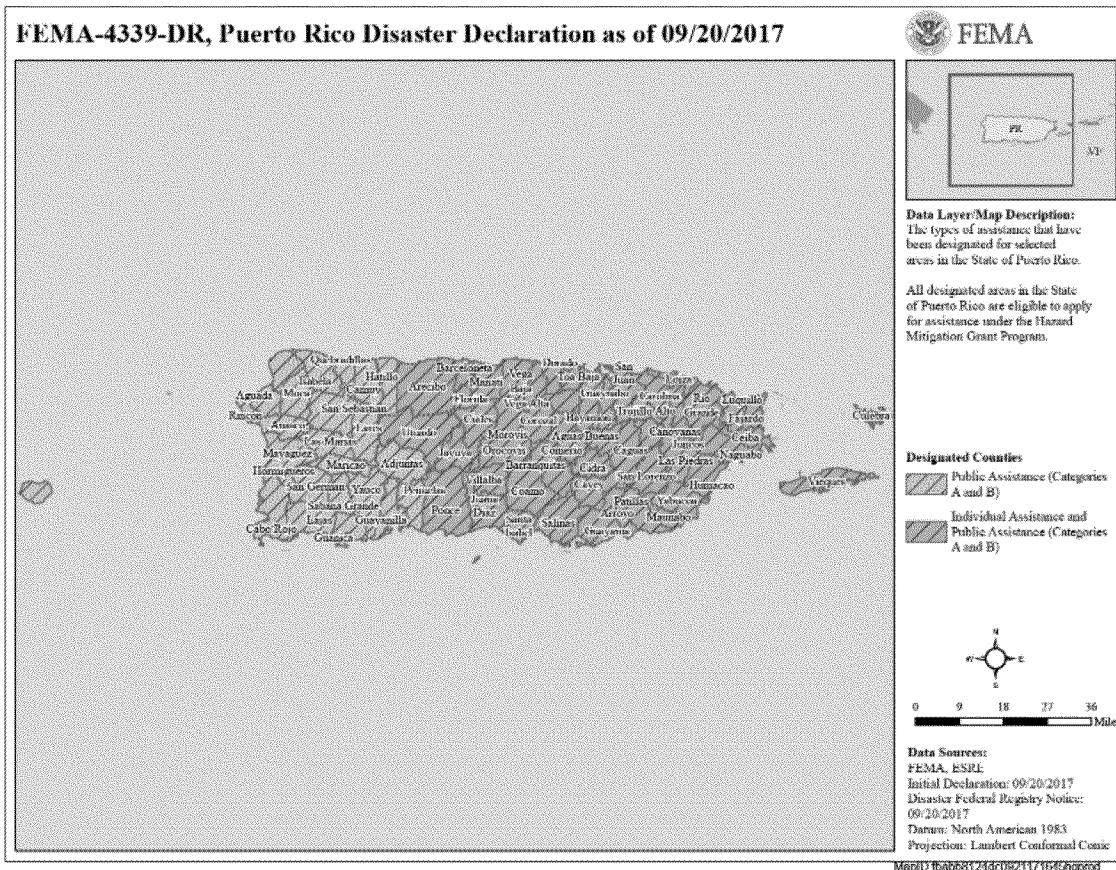 FEMA-4339-DR, Puerto Rico Disaster Declaration as of 09/20/2017
FEMA
PR
VI
Data Layer/Map Description:
The types of assistance that have
been designated for selected
areas in the State of Puerto Rico.
All designated areas in the State
of Puerto Rico are eligible to apply
for assistance under the Hazard
Mitigation Grant Program.
Quebradillas
Isabela
Hatillo
Camuy
Barceloneta
Arecibo
Manati
Vega
Baja
Dorado
Toa Baja
San
Juan
Loiza
Aguada
Moca
Florida
Vega Alta
Guaynabo
Carolina
Rio
Grande
Luquillo
Rincon
San Sebastian
Ciales
Corozal
Bayamon
Trujillo Alto
Fajardo
Culebra
Anasco
Lares
Utuado
Morovis
Aguas Buenas
Canovanas
Ceiba
Las Marias
Jayuya
Orocovis
Comerio
Caguas
Juncos
Naguabo
Mayaguez
Maricao
Adjuntas
Barranquitas
Cidra
Las Piedras
Hormigueros
Villalba
San Lorenzo
Humacao
Vieques
San German
Yauco
Penuelas
Coamo
Cayey
Sabana Grande
Juana
Diaz
Patillas
Yabucoa
Lajas
Guayanilla
Ponce
Santa
Isabel
Salinas
Arroyo
Maunabo
Cabo Rojo
Guanica
Guayama
Designated Counties
Public Assistance (Categories
A and B)
Individual Assistance and
Public Assistance (Categories
A and B)
N
W
E
S
0 9 18 27 36
Mile
Data Sources:
FEMA, ESRI;
Initial Declaration: 09/20/2017
Disaster Federal Registry Notice:
09/20/2017
Datum: North American 1983
Projection: Lambert Conformal Conic